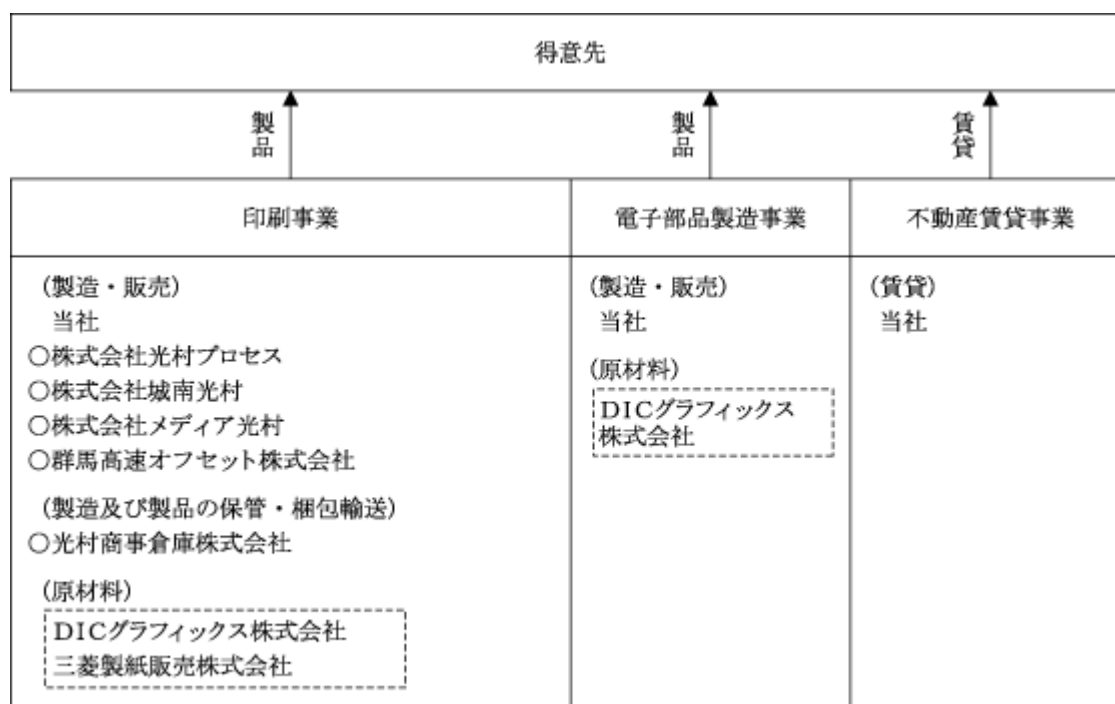 得意先
製品
製品
賃貸
印刷事業
電子部品製造事業
不動産賃貸事業
(製造・販売)
当社
○株式会社光村プロセス
○株式会社城南光村
○株式会社メディア光村
○群馬高速オフセット株式会社
(製造及び製品の保管・梱包輸送)
○光村商事倉庫株式会社
(原材料)
DICグラフィックス株式会社
三菱製紙販売株式会社
(製造・販売)
当社
(原材料)
DICグラフィックス
株式会社
(賃貸)
当社